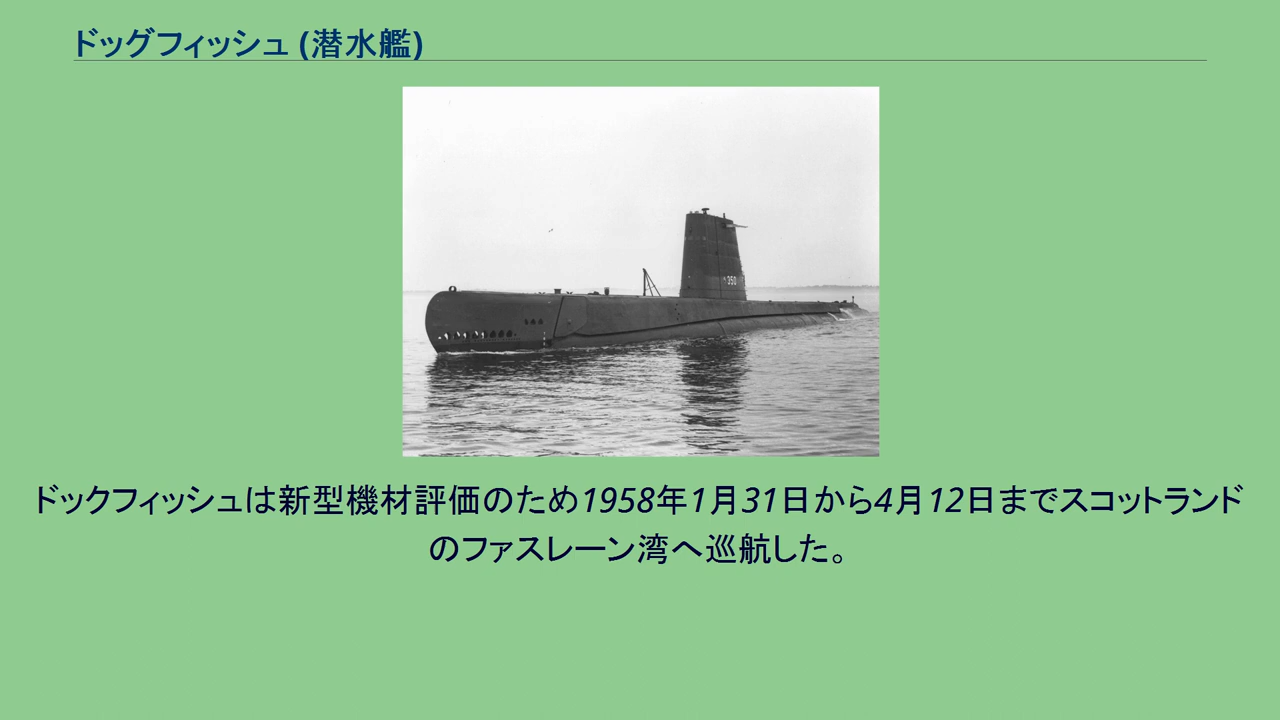 ドッグフィッシュ (潜水艦)
350
ドックフィッシュは新型機材評価のため1958年1月31日から4月12日までスコットランド
のファスレーン湾へ巡航した。